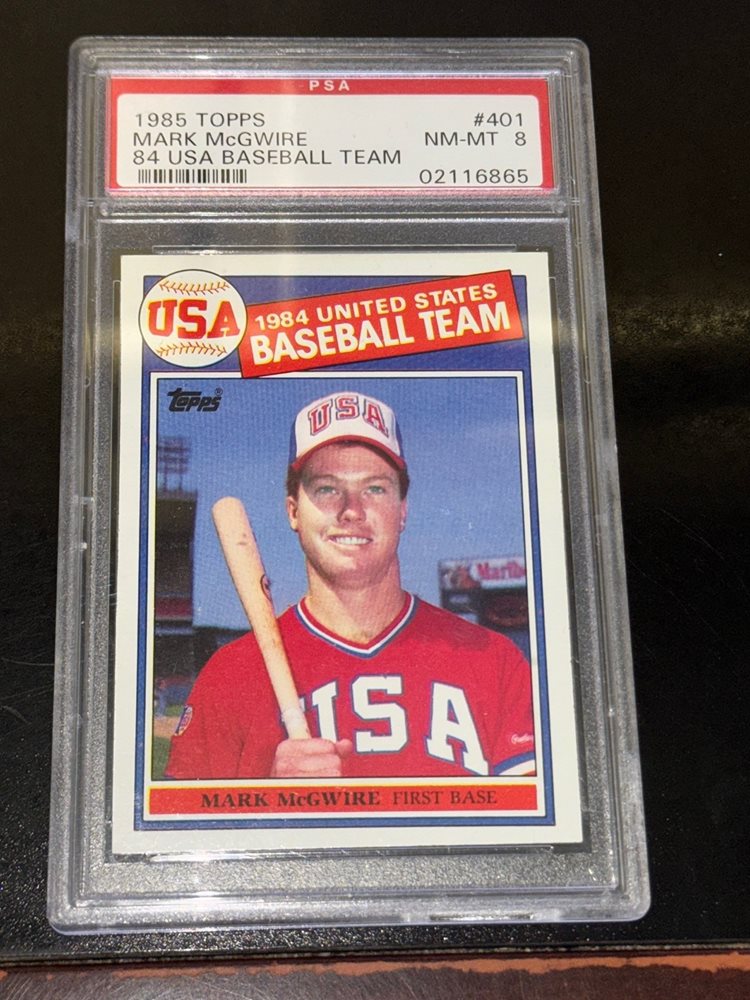 PSA
1985 TOPPS #401
MARK McGWIRE NM-MT 8
84 USA BASEBALL TEAM
02116865
USA
1984 UNITED STATES
BASEBALL TEAM
Topps®
USA
USA
MARK McGWIRE FIRST BASE